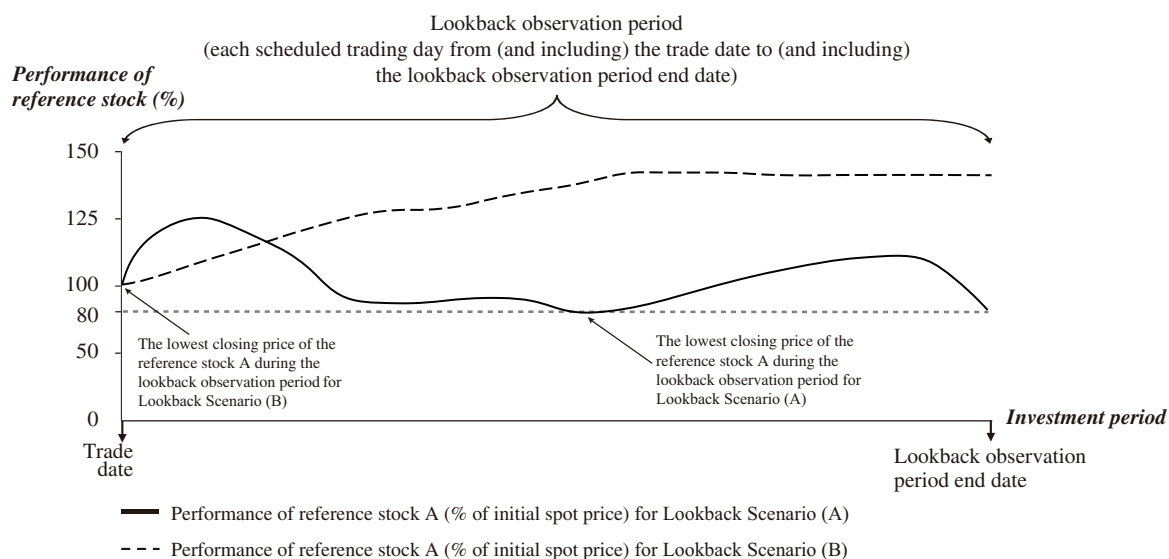 Lookback observation period
(each scheduled trading day from (and including) the trade date to (and including)
the lookback observation period end date)
Performance of
reference stock (%)
150
125
100
80
50
0
The lowest closing price of the
reference stock A during the
lookback observation period for
Lookback Scenario (B)
The lowest closing price of the
reference stock A during the
lookback observation period for
Lookback Scenario (A)
Investment period
Trade
date
Lookback observation
period end date
Performance of reference stock A (% of initial spot price) for Lookback Scenario (A)
Performance of reference stock A (% of initial spot price) for Lookback Scenario (B)